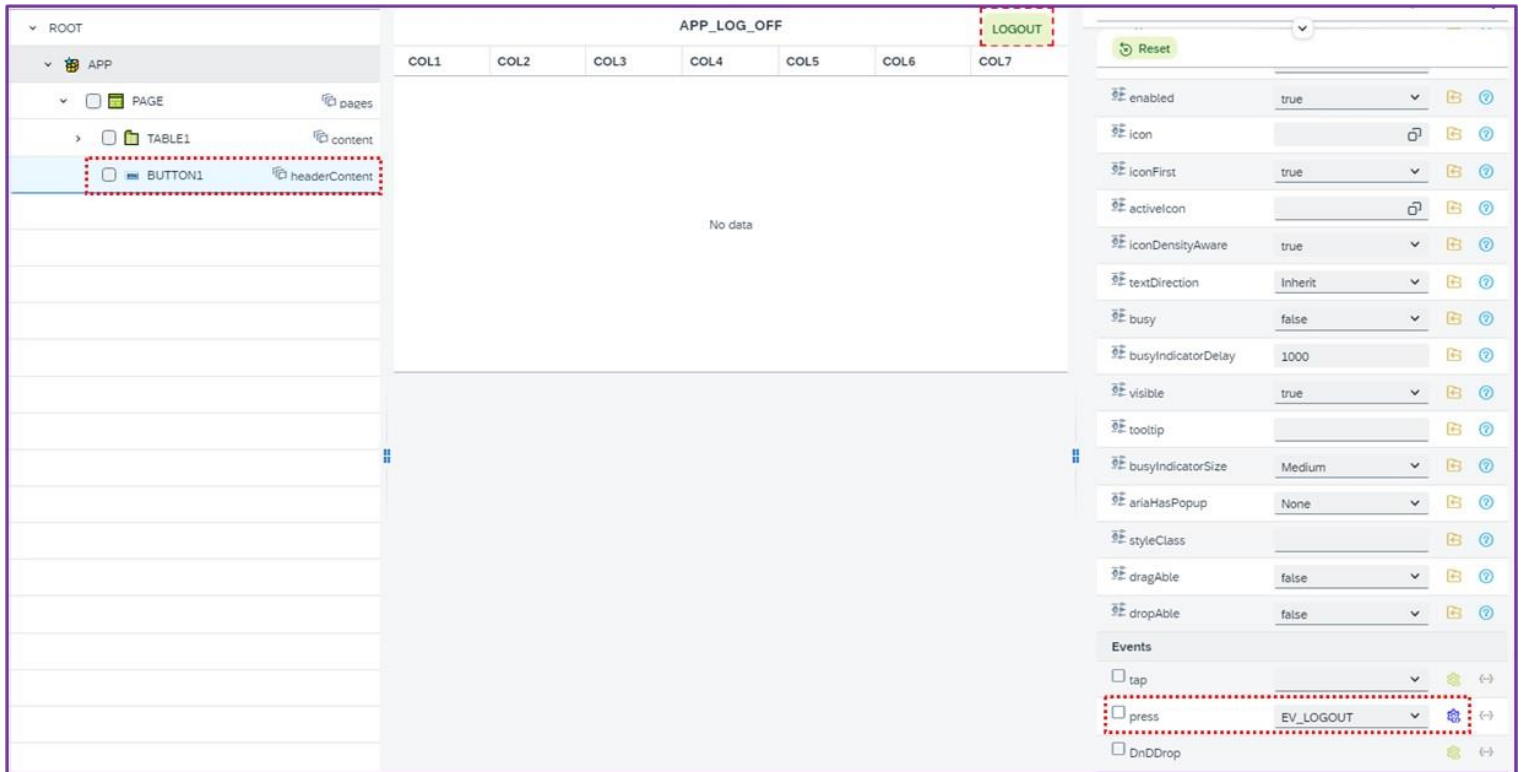 ROOT
APP
PAGE pages
TABLE1 content
BUTTON1 headerContent
APP_LOG_OFF LOGOUT
COL1 COL2 COL3 COL4 COL5 COL6 COL7
No data
Reset
enabled true
icon
iconFirst true
activeIcon
iconDensityAware true
textDirection Inherit
busy false
busyIndicatorDelay 1000
visible true
tooltip
busyIndicatorSize Medium
ariaHasPopup None
styleClass
dragAble false
dropAble false
Events
tap
press EV_LOGOUT
DnDDrop